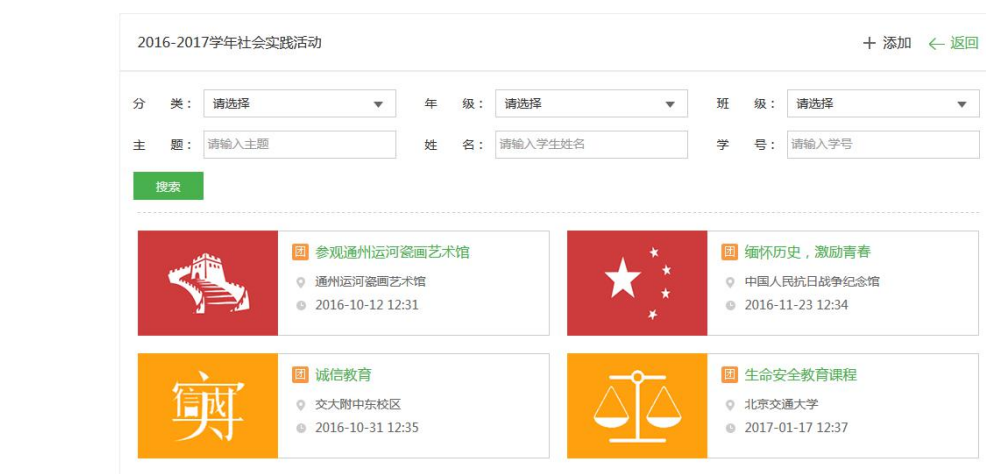 2016-2017学年社会实践活动
添加 返回
分 类： 请选择 年 级： 请选择 班 级： 请选择
主 题： 请输入主题 姓 名： 请输入学生姓名 学 号： 请输入学号
搜索
团 参观通州运河瓷画艺术馆
通州运河瓷画艺术馆
2016-10-12 12:31
团 缅怀历史，激励青春
中国人民抗日战争纪念馆
2016-11-23 12:34
团 诚信教育
交大附中东校区
2016-10-31 12:35
团 生命安全教育课程
北京交通大学
2017-01-17 12:37